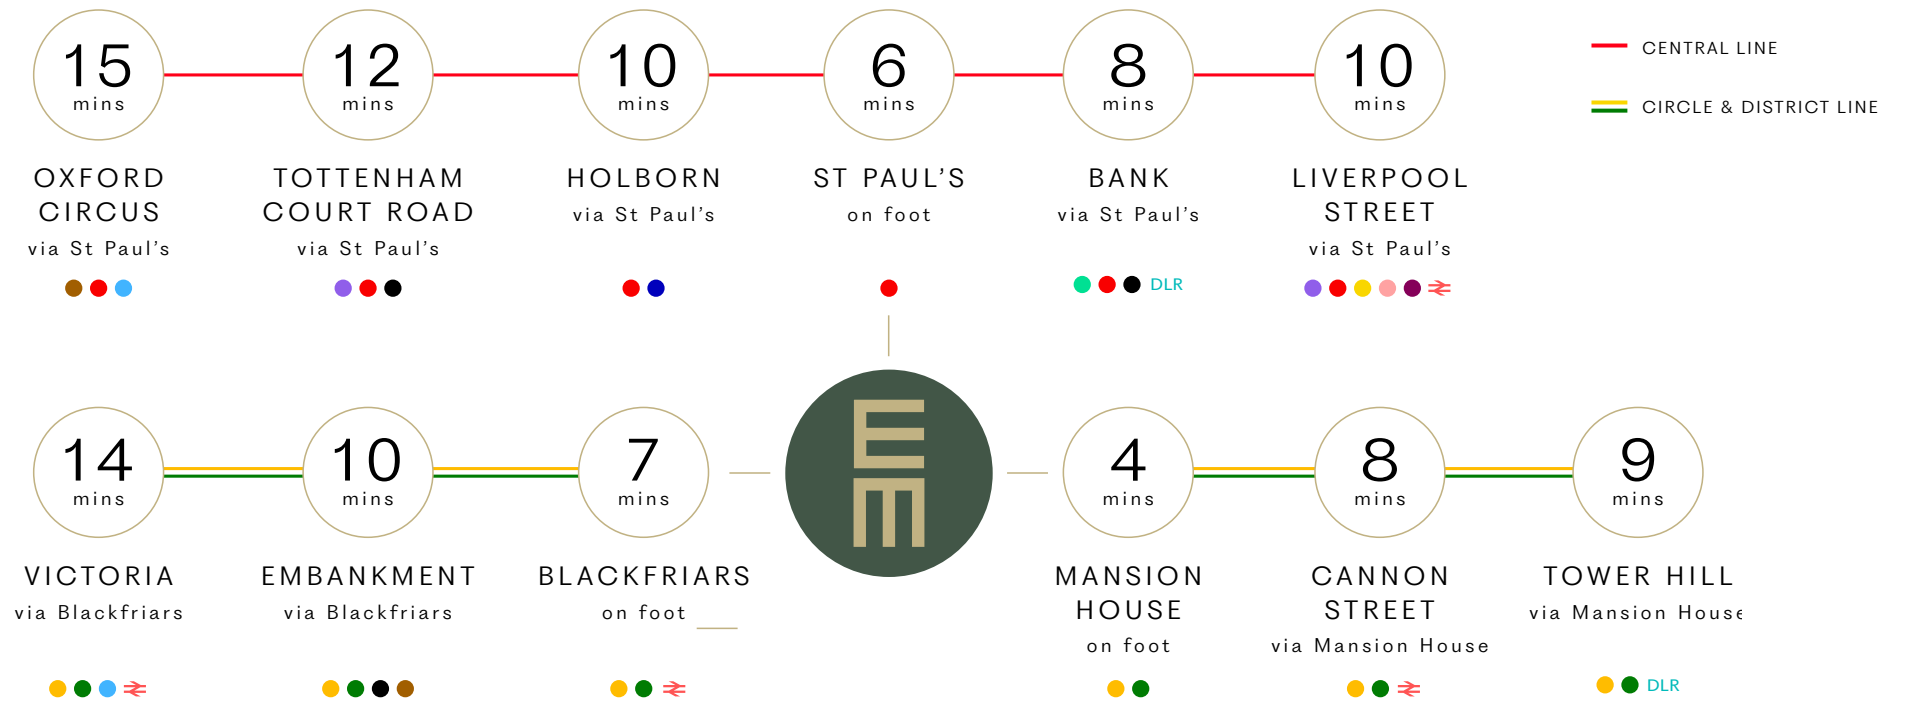 15
mins
12
mins
10
mins
6
mins
8
mins
10
mins
CENTRAL LINE
CIRCLE & DISTRICT LINE
OXFORD
CIRCUS
via St Paul’s
TOTTENHAM
COURT ROAD
via St Paul’s
HOLBORN
via St Paul’s
ST PAUL’S
on foot
BANK
via St Paul’s
DLR
LIVERPOOL
STREET
via St Paul’s
14
mins
10
mins
7
mins
4
mins
8
mins
9
mins
VICTORIA
via Blackfriars
EMBANKMENT
via Blackfriars
BLACKFRIARS
on foot
MANSION
HOUSE
on foot
CANNON
STREET
via Mansion House
TOWER HILL
via Mansion House
DLR